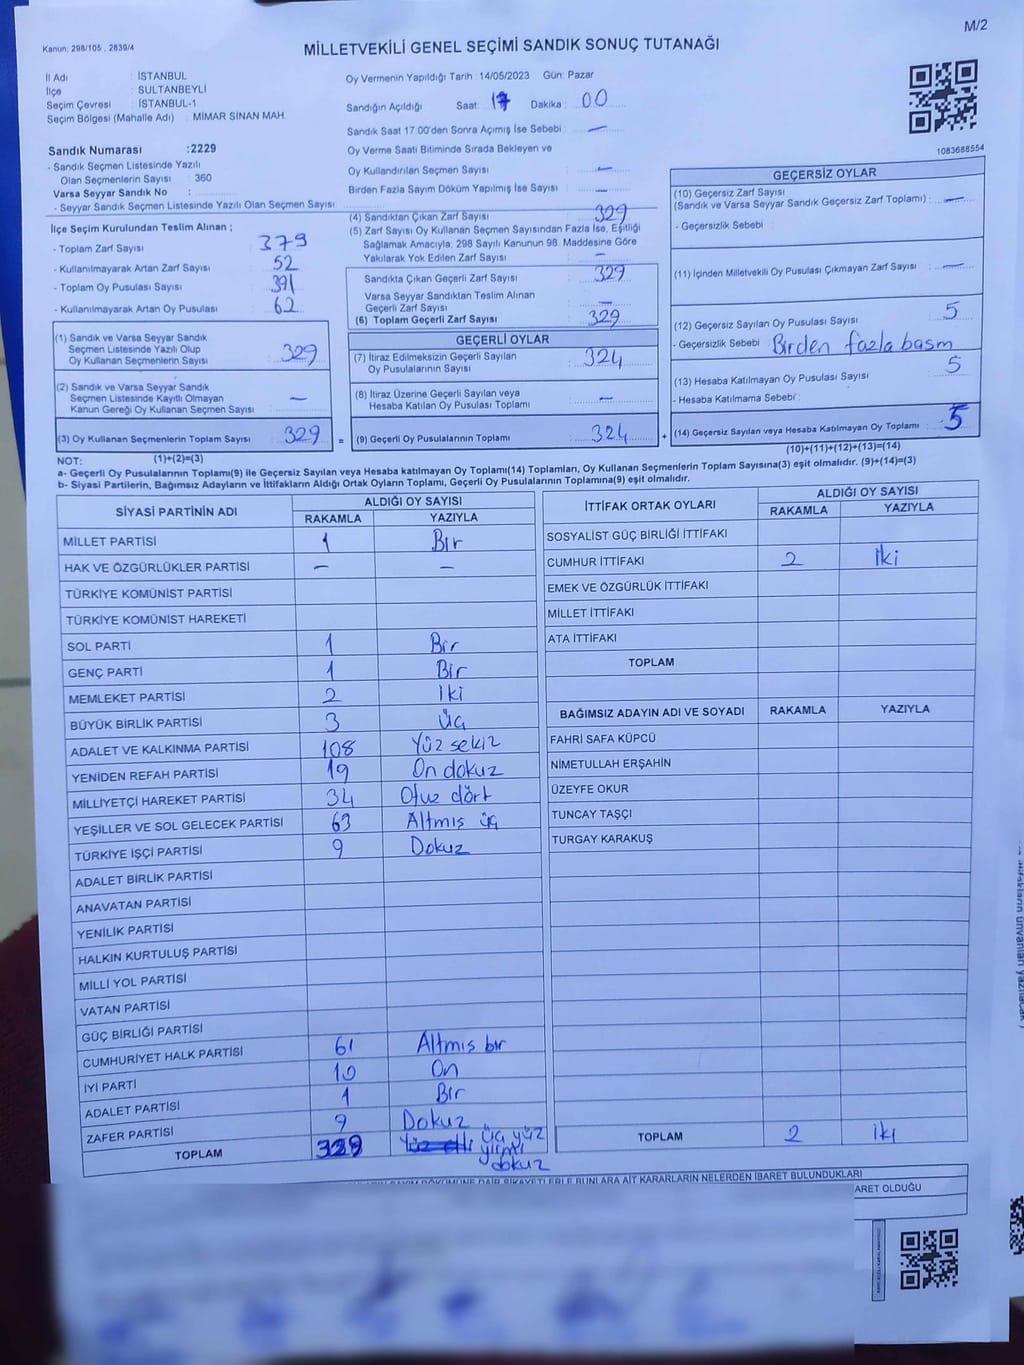 M/2
Kanun: 298/105 , 2839/4
MİLLETVEKİLİ GENEL SEÇİMİ SANDIK SONUÇ TUTANAĞI
İl Adı : İSTANBUL
İlçe : SULTANBEYLİ
Seçim Çevresi : İSTANBUL-1
Seçim Bölgesi (Mahalle Adı) : MİMAR SİNAN MAH.
Oy Vermenin Yapıldığı Tarih :14/05/2023 Gün: Pazar
Sandığın Açıldığı Saat: 17 Dakika : 00
Sandık Saat 17:00'den Sonra Açımış İse Sebebi : —
Oy Verme Saati Bitiminde Sırada Bekleyen ve
Oy Kullandırılan Seçmen Sayısı : —
Birden Fazla Sayım Döküm Yapılmış İse Sayısı : —
1083688554
Sandık Numarası :2229
- Sandık Seçmen Listesinde Yazılı
Olan Seçmenlerin Sayısı : 360
Varsa Seyyar Sandık No :
- Seyyar Sandık Seçmen Listesinde Yazılı Olan Seçmen Sayısı :
İlçe Seçim Kurulundan Teslim Alınan ;
- Toplam Zarf Sayısı : 379
- Kullanılmayarak Artan Zarf Sayısı : 52
- Toplam Oy Pusulası Sayısı : 391
- Kullanılmayarak Artan Oy Pusulası : 62
(1) Sandık ve Varsa Seyyar Sandık
Seçmen Listesinde Yazılı Olup
Oy Kullanan Seçmenlerin Sayısı : 329
(2) Sandık ve Varsa Seyyar Sandık
Seçmen Listesinde Kayıtlı Olmayan
Kanun Gereği Oy Kullanan Seçmen Sayısı : —
(3) Oy Kullanan Seçmenlerin Toplam Sayısı : 329 =
(4) Sandıktan Çıkan Zarf Sayısı : 329
(5) Zarf Sayısı Oy Kullanan Seçmen Sayısından Fazla İse, Eşitliği
Sağlamak Amacıyla, 298 Sayılı Kanunun 98. Maddesine Göre
Yakılarak Yok Edilen Zarf Sayısı : —
Sandıkta Çıkan Geçerli Zarf Sayısı : 329
Varsa Seyyar Sandıktan Teslim Alınan
Geçerli Zarf Sayısı : —
(6) Toplam Geçerli Zarf Sayısı : 329
GEÇERLİ OYLAR
(7) İtiraz Edilmeksizin Geçerli Sayılan
Oy Pusulalarının Sayısı : 324
(8) İtiraz Üzerine Geçerli Sayılan veya
Hesaba Katılan Oy Pusulası Toplamı : —
(9) Geçerli Oy Pusulalarının Toplamı : 324 +
GEÇERSİZ OYLAR
(10) Geçersiz Zarf Sayısı
(Sandık ve Varsa Seyyar Sandık Geçersiz Zarf Toplamı) : —
- Geçersizlik Sebebi :
(11) İçinden Milletvekili Oy Pusulası Çıkmayan Zarf Sayısı : —
(12) Geçersiz Sayılan Oy Pusulası Sayısı : 5
- Geçersizlik Sebebi : Birden fazla basım
(13) Hesaba Katılmayan Oy Pusulası Sayısı : 5
- Hesaba Katılmama Sebebi :
(14) Geçersiz Sayılan veya Hesaba Katılmayan Oy Toplamı : 5
NOT: (1)+(2)=(3)
(10)+(11)+(12)+(13)=(14)
a- Geçerli Oy Pusulalarının Toplamı(9) ile Geçersiz Sayılan veya Hesaba katılmayan Oy Toplamı(14) Toplamları, Oy Kullanan Seçmenlerin Toplam Sayısına(3) eşit olmalıdır. (9)+(14)=(3)
b- Siyasi Partilerin, Bağımsız Adayların ve İttifakların Aldığı Ortak Oyların Toplamı, Geçerli Oy Pusulalarının Toplamına(9) eşit olmalıdır.
SİYASİ PARTİNİN ADI ALDIĞI OY SAYISI
RAKAMLA YAZIYLA
MİLLET PARTİSİ 1 Bir
HAK VE ÖZGÜRLÜKLER PARTİSİ — —
TÜRKİYE KOMÜNİST PARTİSİ
TÜRKİYE KOMÜNİST HAREKETİ
SOL PARTİ 1 Bir
GENÇ PARTİ 1 Bir
MEMLEKET PARTİSİ 2 İki
BÜYÜK BİRLİK PARTİSİ 3 Üç
ADALET VE KALKINMA PARTİSİ 108 Yüz sekiz
YENİDEN REFAH PARTİSİ 19 On dokuz
MİLLİYETÇİ HAREKET PARTİSİ 34 Otuz dört
YEŞİLLER VE SOL GELECEK PARTİSİ 63 Altmış üç
TÜRKİYE İŞÇİ PARTİSİ 9 Dokuz
ADALET BİRLİK PARTİSİ
ANAVATAN PARTİSİ
YENİLİK PARTİSİ
HALKIN KURTULUŞ PARTİSİ
MİLLİ YOL PARTİSİ
VATAN PARTİSİ
GÜÇ BİRLİĞİ PARTİSİ
CUMHURİYET HALK PARTİSİ 61 Altmış bir
İYİ PARTİ 10 On
ADALET PARTİSİ 1 Bir
ZAFER PARTİSİ 9 Dokuz
TOPLAM 329 üç yüz
yirmi
dokuz
İTTİFAK ORTAK OYLARI ALDIĞI OY SAYISI
RAKAMLA YAZIYLA
SOSYALİST GÜÇ BİRLİĞİ İTTİFAKI
CUMHUR İTTİFAKI 2 İki
EMEK VE ÖZGÜRLÜK İTTİFAKI
MİLLET İTTİFAKI
ATA İTTİFAKI
TOPLAM
BAĞIMSIZ ADAYIN ADI VE SOYADI RAKAMLA YAZIYLA
FAHRİ SAFA KÜPCÜ
NİMETULLAH ERŞAHİN
ÜZEYFE OKUR
TUNCAY TAŞÇI
TURGAY KARAKUŞ
TOPLAM 2 İki
DÖKÜMÜNE DAİR ŞİKAYETLERLE BUNLARA AİT KARARLARIN NELERDEN İBARET BULUNDUKLARI
ARET OLDUĞU